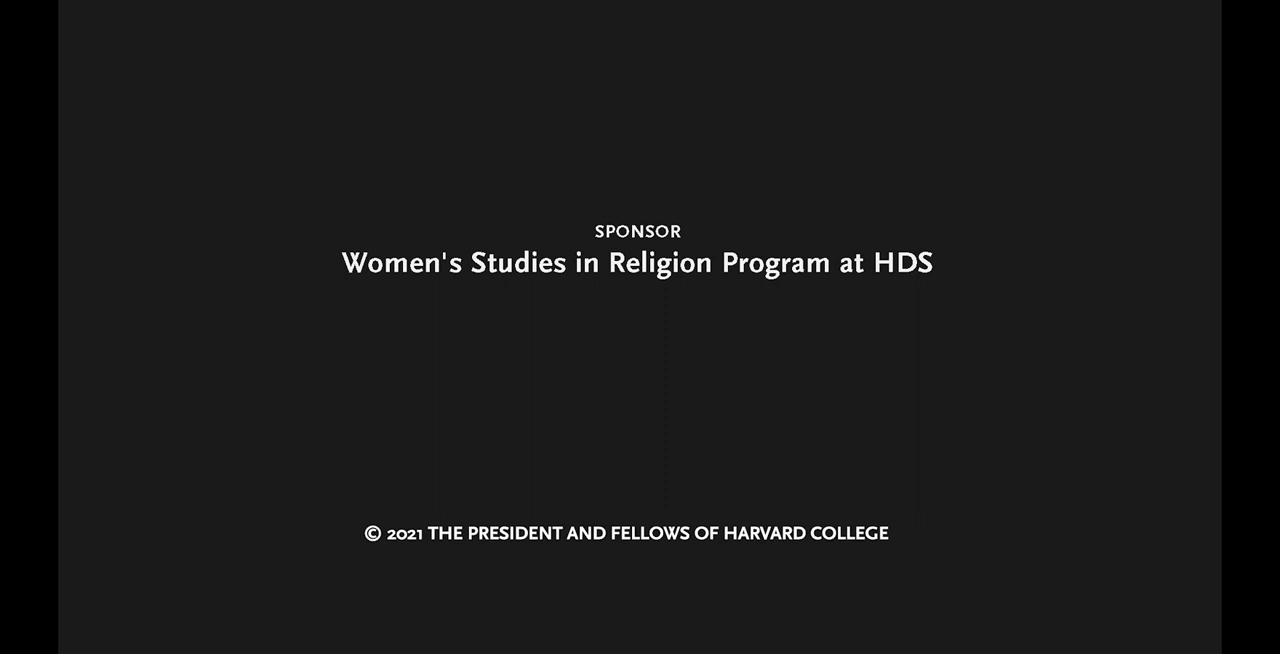 SPONSOR
Women's Studies in Religion Program at HDS
© 2021 THE PRESIDENT AND FELLOWS OF HARVARD COLLEGE